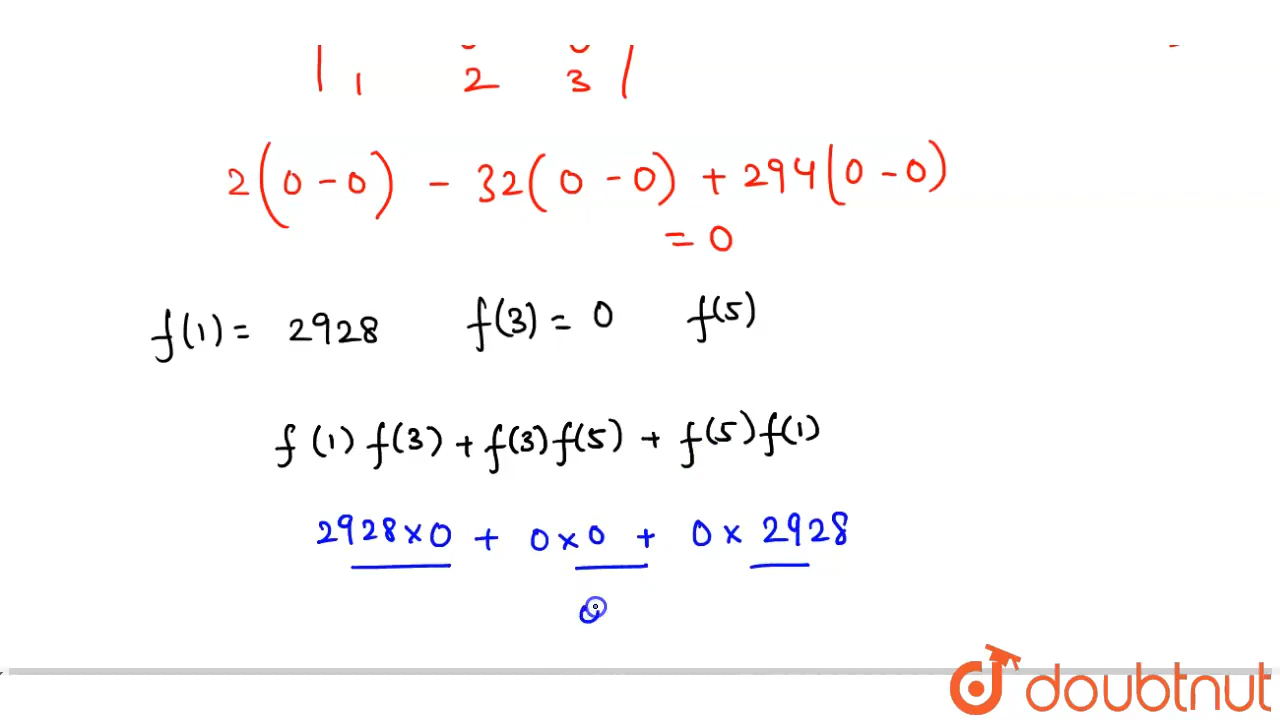 1 2 3
2(0-0) - 32(0-0) + 294(0-0)
= 0
f(1) = 2928 f(3) = 0 f(5)
f(1)f(3) + f(3)f(5) + f(5)f(1)
2928×0 + 0×0 + 0×2928
0
doubtnut